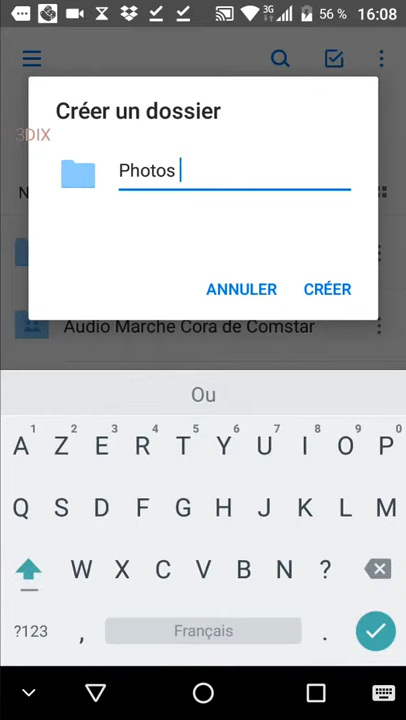 3G
56 % 16:08
Créer un dossier
3DIX
Photos
N
ANNULER CRÉER
Audio Marche Cora de Comstar
Ou
1 2 3 4 5 6 7 8 9 0
A Z E R T Y U I O P
Q S D F G H J K L M
W X C V B N ?
?123 , Français .